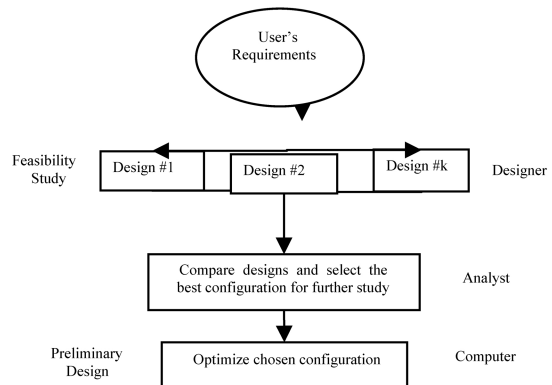 User's
Requirements
Feasibility
Study
Design #1
Design #2
Design #k
Designer
Compare designs and select the
best configuration for further study
Analyst
Preliminary
Design
Optimize chosen configuration
Computer